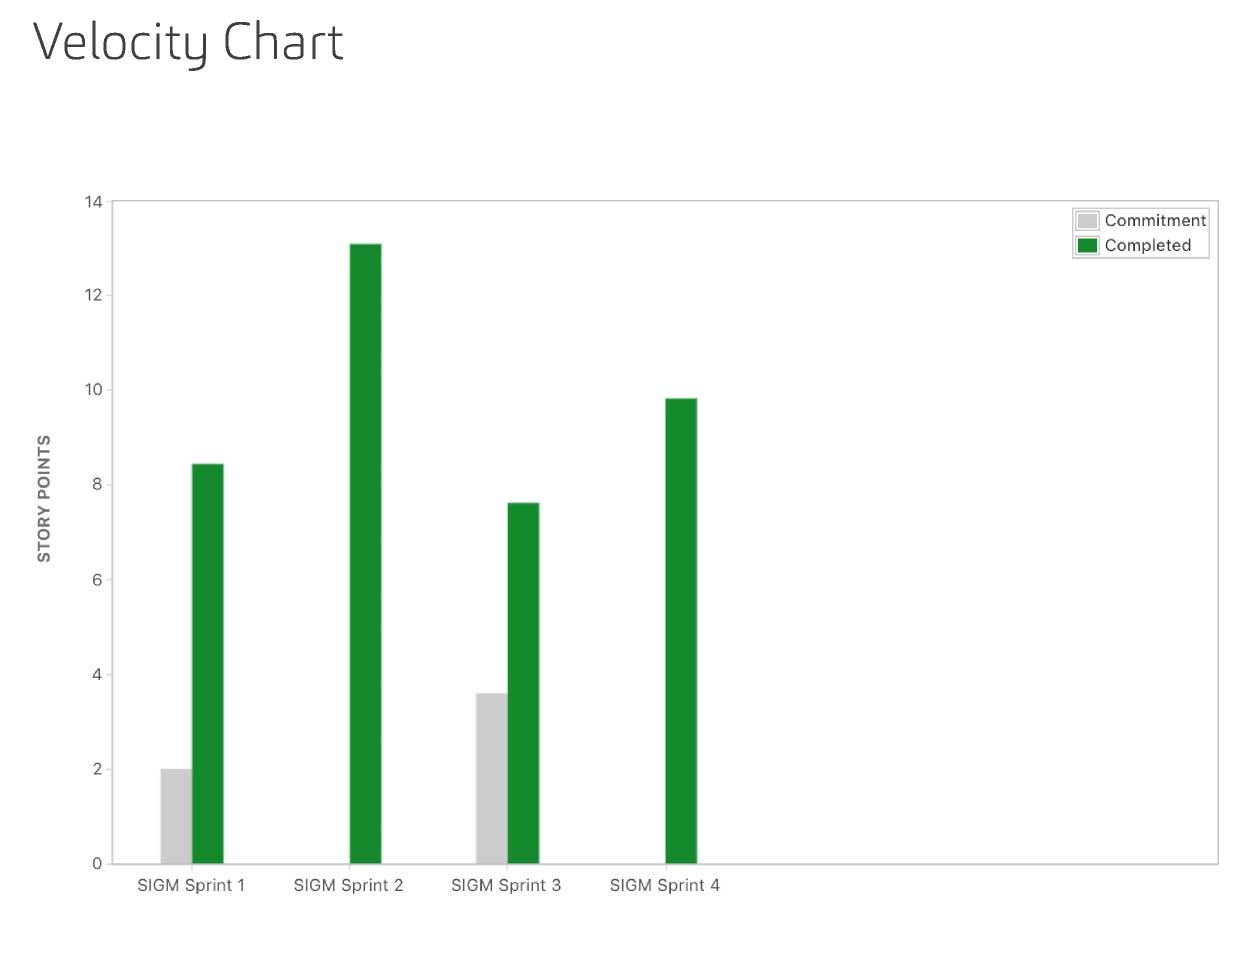 Velocity Chart
14
12
10
8
6
4
2
0
STORY POINTS
Commitment
Completed
SIGM Sprint 1
SIGM Sprint 2
SIGM Sprint 3
SIGM Sprint 4